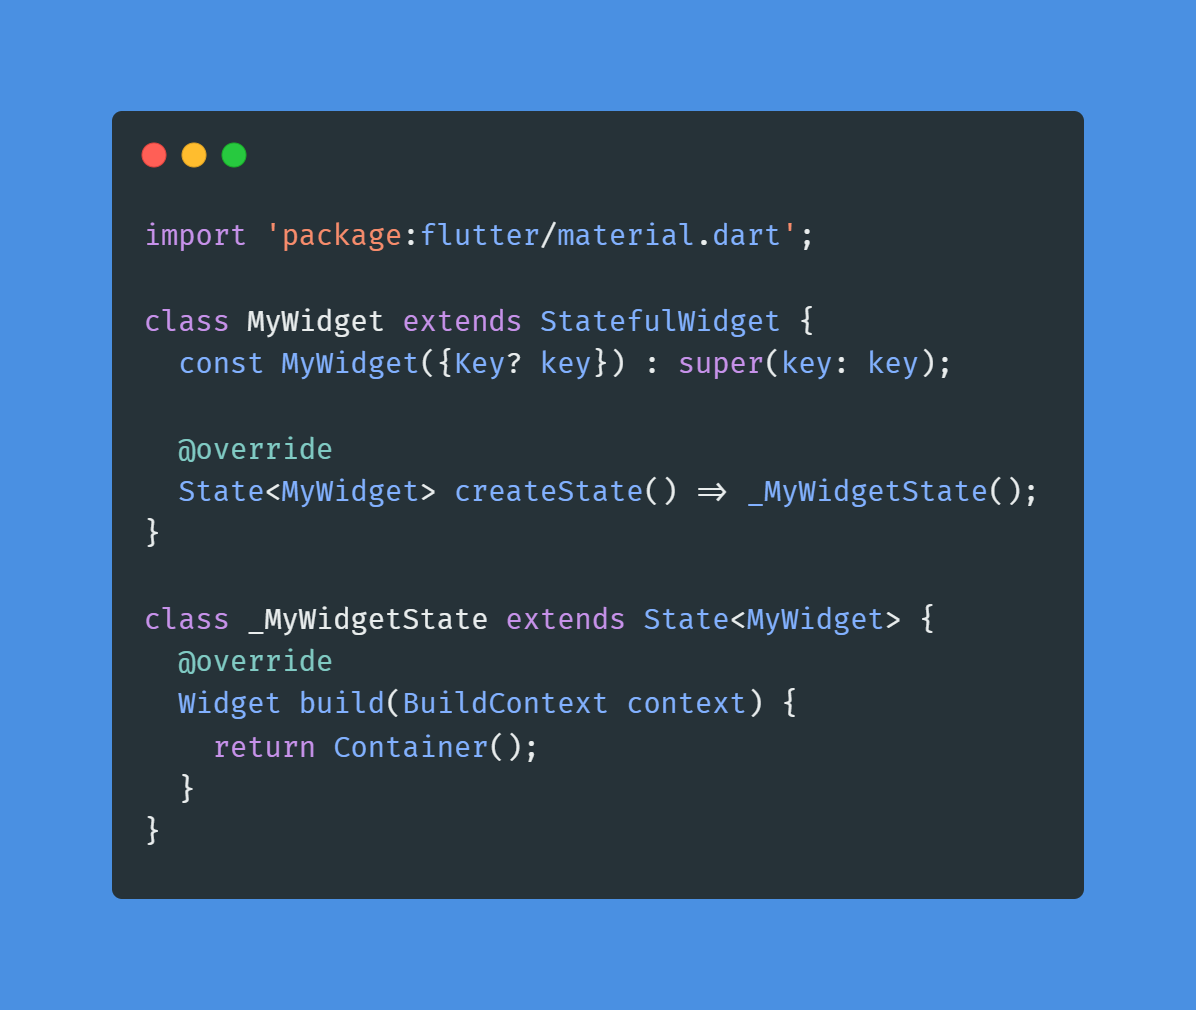 import 'package:flutter/material.dart';
class MyWidget extends StatefulWidget {
  const MyWidget({Key? key}) : super(key: key);
  @override
  State<MyWidget> createState() => _MyWidgetState();
}
class _MyWidgetState extends State<MyWidget> {
  @override
  Widget build(BuildContext context) {
    return Container();
  }
}